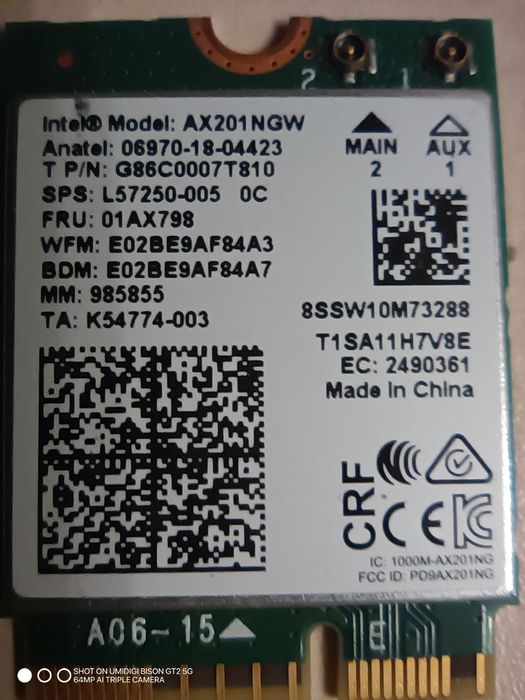 2 1
Intel® Model: AX201NGW
Anatel: 06970-18-04423
T P/N: G86C0007T810
SPS: L57250-005 0C
FRU: 01AX798
WFM: E02BE9AF84A3
BDM: E02BE9AF84A7
MM: 985855
TA: K54774-003
MAIN AUX
2 1
8SSW10M73288
T1SA11H7V8E
EC: 2490361
Made in China
CRF
CE
IC: 1000M-AX201NG
FCC ID: PD9AX201NG
A06-15
E
SHOT ON UMIDIGI BISON GT2 5G
64MP AI TRIPLE CAMERA